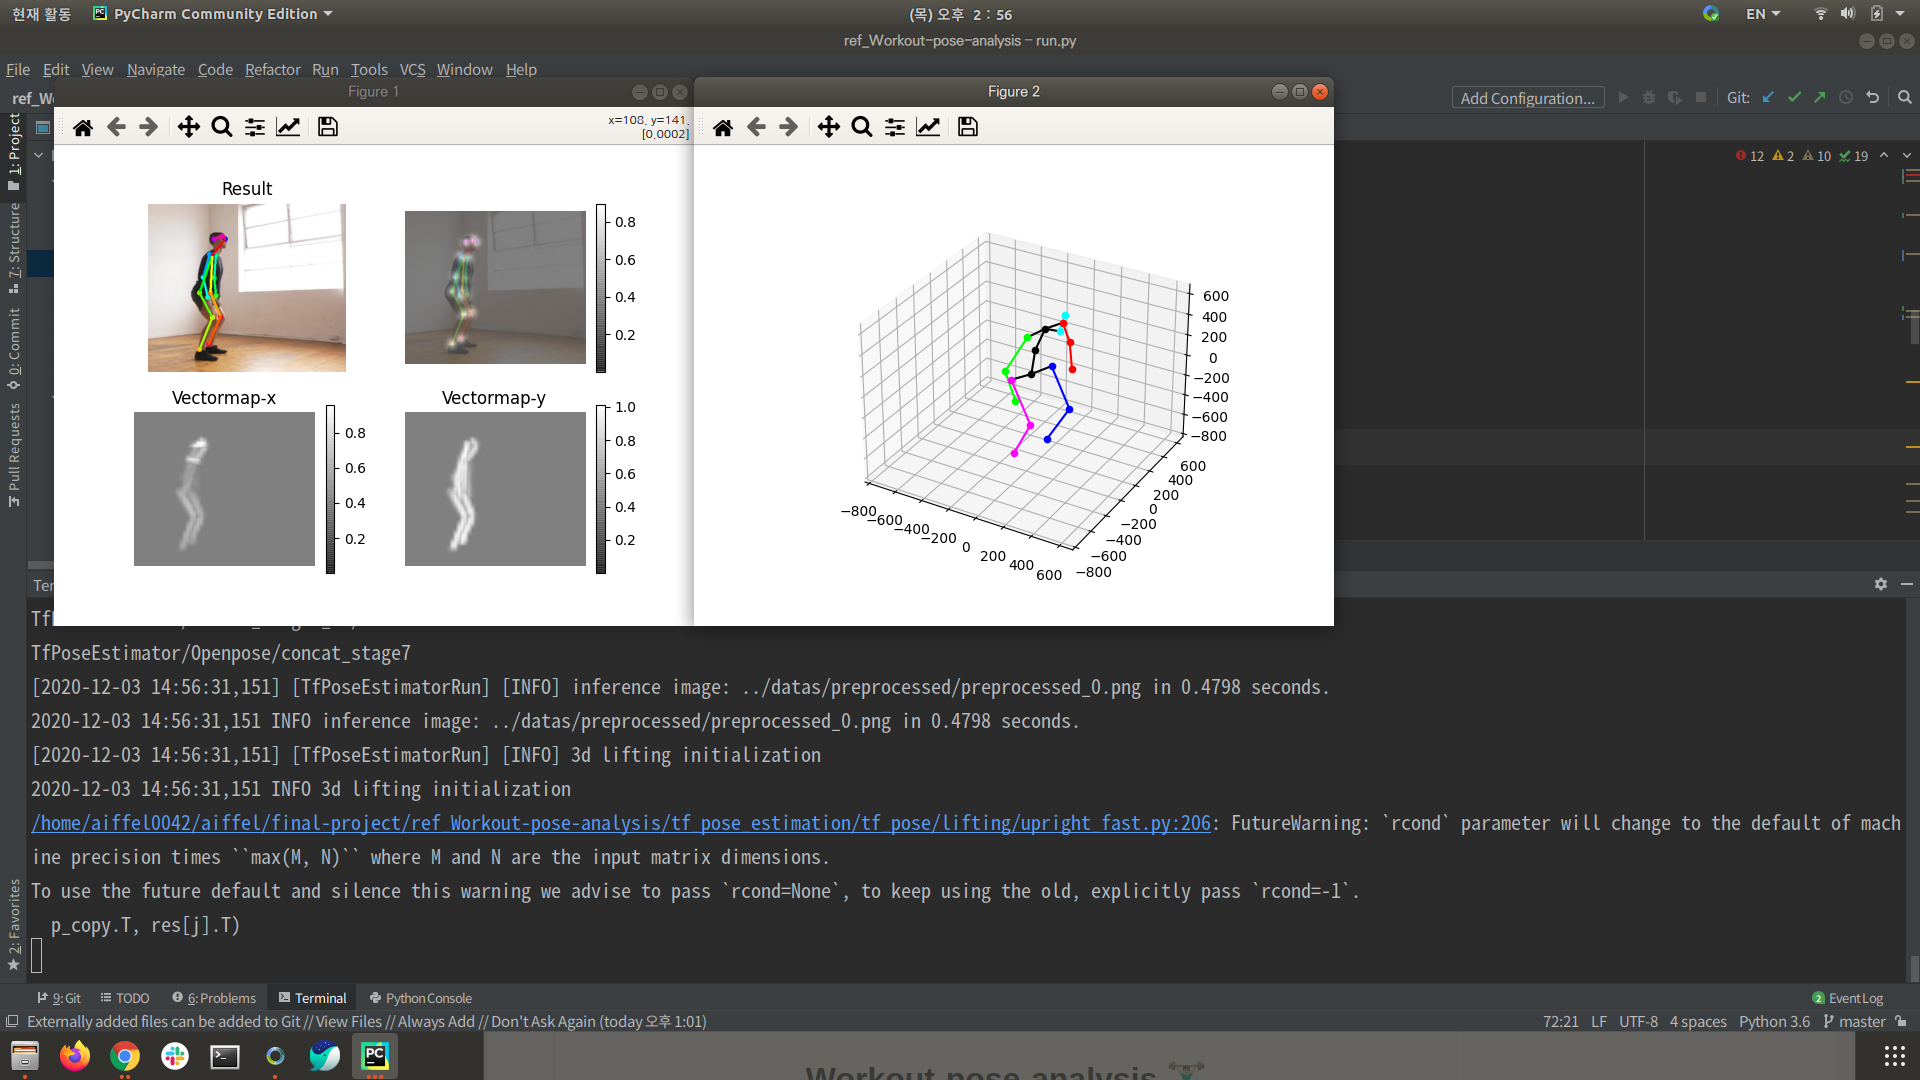 현재 활동
PyCharm Community Edition
(목) 오후 2 : 56
EN
ref_Workout-pose-analysis – run.py
File Edit View Navigate Code Refactor Run Tools VCS Window Help
ref_W
Add Configuration...
Git:
Figure 1
x=108, y=141,
[0.0002]
Figure 2
12 2 10 19
1: Project
7: Structure
0: Commit
Pull Requests
2: Favorites
Result
0.8
0.6
0.4
0.2
Vectormap-x
0.8
0.6
0.4
0.2
Vectormap-y
1.0
0.8
0.6
0.4
0.2
600
400
200
0
−200
−400
−600
−800
600
400
200
0
−200
−400
−600
−800
−800
−600
−400
−200
0
200
400
600
Ter
TfPoseEstimator/Openpose/concat_stage7
[2020-12-03 14:56:31,151] [TfPoseEstimatorRun] [INFO] inference image: ../datas/preprocessed/preprocessed_0.png in 0.4798 seconds.
2020-12-03 14:56:31,151 INFO inference image: ../datas/preprocessed/preprocessed_0.png in 0.4798 seconds.
[2020-12-03 14:56:31,151] [TfPoseEstimatorRun] [INFO] 3d lifting initialization
2020-12-03 14:56:31,151 INFO 3d lifting initialization
/home/aiffel0042/aiffel/final-project/ref_Workout-pose-analysis/tf_pose_estimation/tf_pose/lifting/upright_fast.py:206: FutureWarning: `rcond` parameter will change to the default of mach
ine precision times ``max(M, N)`` where M and N are the input matrix dimensions.
To use the future default and silence this warning we advise to pass `rcond=None`, to keep using the old, explicitly pass `rcond=-1`.
p_copy.T, res[j].T)
9: Git TODO 6: Problems Terminal Python Console
2 Event Log
Externally added files can be added to Git // View Files // Always Add // Don't Ask Again (today 오후 1:01)
72:21 LF UTF-8 4 spaces Python 3.6 master
Workout pose analysis